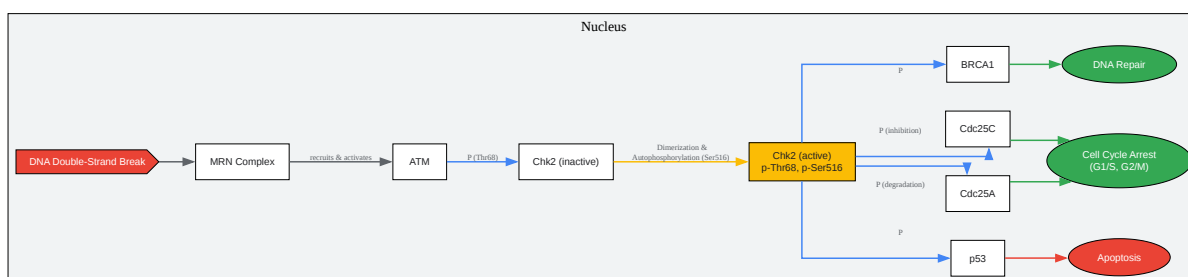 Nucleus
DNA Double-Strand Break
MRN Complex
recruits & activates
ATM
P (Thr68)
Chk2 (inactive)
Dimerization &
Autophosphorylation (Ser516)
Chk2 (active)
p-Thr68, p-Ser516
P
BRCA1
DNA Repair
P (inhibition)
Cdc25C
Cell Cycle Arrest
(G1/S, G2/M)
P (degradation)
Cdc25A
P
p53
Apoptosis